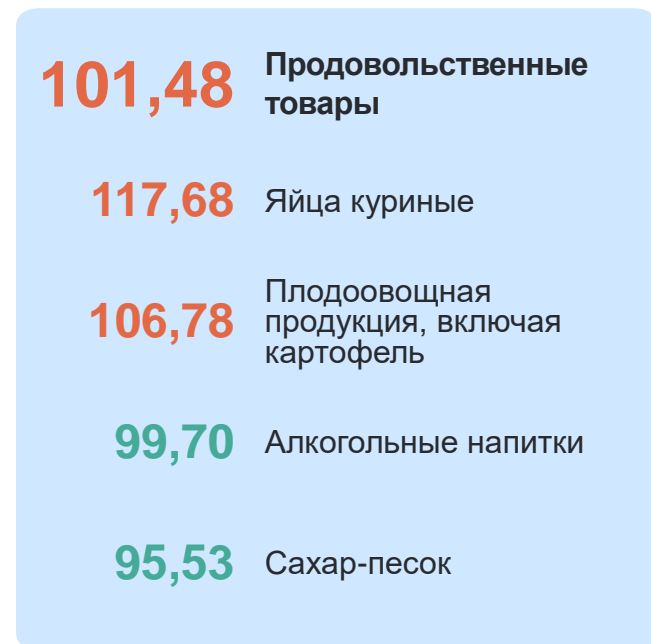 101,48 Продовольственные
товары
117,68 Яйца куриные
Плодоовощная
106,78 продукция, включая
картофель
99,70 Алкогольные напитки
95,53 Сахар-песок